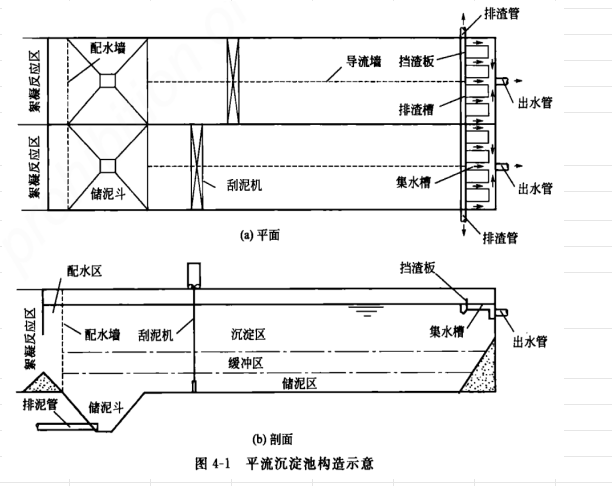 排渣管
配水墙
导流墙
挡渣板
絮凝反应区
排渣槽
出水管
絮凝反应区
储泥斗
刮泥机
集水槽
出水管
(a) 平面
排渣管
配水区
挡渣板
絮凝反应区
配水墙
刮泥机
沉淀区
集水槽
出水管
缓冲区
储泥区
排泥管
储泥斗
(b) 剖面
图 4-1 平流沉淀池构造示意